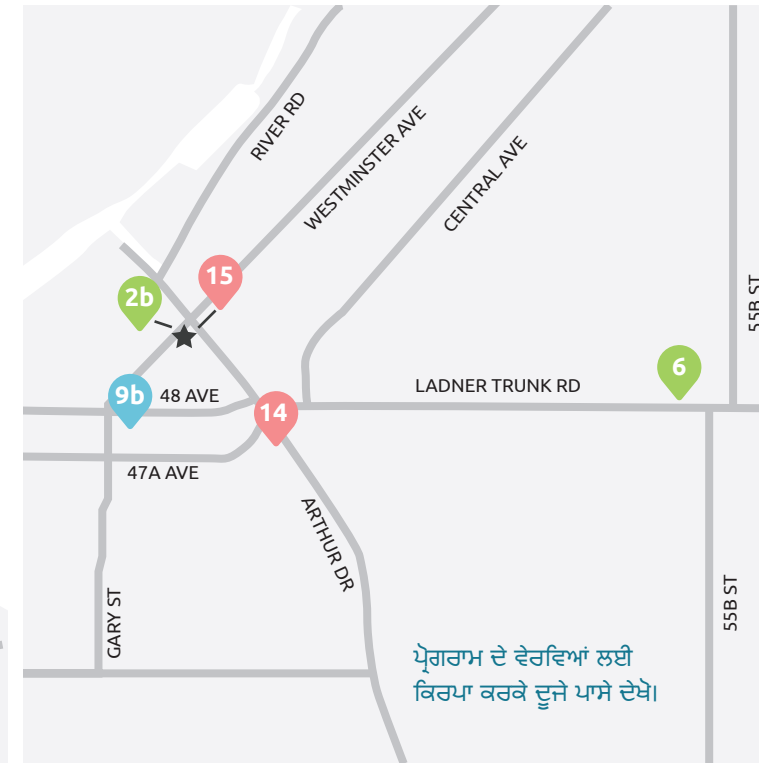 RIVER RD
WESTMINSTER AVE
CENTRAL AVE
55B ST
15
2b
6
9b
48 AVE
LADNER TRUNK RD
14
47A AVE
ARTHUR DR
GARY ST
55B ST
ਪ੍ਰੋਗਰਾਮ ਦੇ ਵੇਰਵਿਆਂ ਲਈ
ਕਿਰਪਾ ਕਰਕੇ ਦੂਜੇ ਪਾਸੇ ਦੇਖੋ।